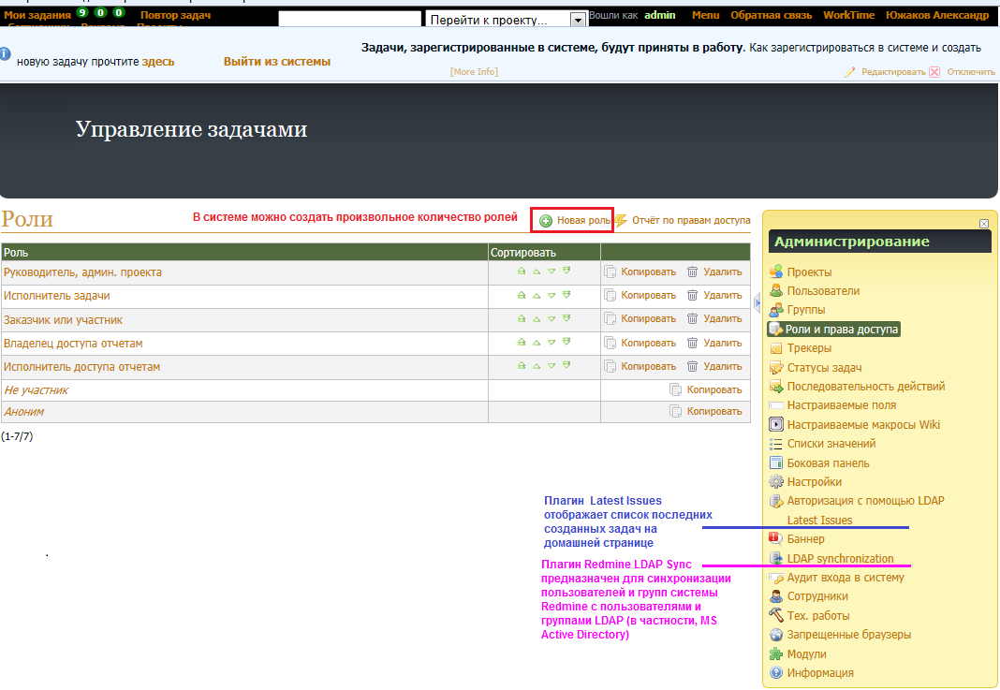 Мои задания 9 0 0 Повтор задач Перейти к проекту... Вошли как admin Menu Обратная связь WorkTime Южаков Александр
Задачи, зарегистрированные в системе, будут приняты в работу. Как зарегистрироваться в системе и создать
новую задачу прочтите здесь Выйти из системы
[More Info]
Редактировать Отключить
Управление задачами
Роли
В системе можно создать произвольное количество ролей
Новая роль
Отчёт по правам доступа
Роль Сортировать
Руководитель, админ. проекта Копировать Удалить
Исполнитель задачи Копировать Удалить
Заказчик или участник Копировать Удалить
Владелец доступа отчетам Копировать Удалить
Исполнитель доступа отчетам Копировать Удалить
Не участник Копировать
Аноним Копировать
(1-7/7)
Плагин Latest Issues
отображает список последних
созданных задач на
домашней странице
Плагин Redmine LDAP Sync
предназначен для синхронизации
пользователей и групп системы
Redmine с пользователями и
группами LDAP (в частности, MS
Active Directory)
.
Администрирование
Проекты
Пользователи
Группы
Роли и права доступа
Трекеры
Статусы задач
Последовательность действий
Настраиваемые поля
Настраиваемые макросы Wiki
Списки значений
Боковая панель
Настройки
Авторизация с помощью LDAP
Latest Issues
Баннер
LDAP synchronization
Аудит входа в систему
Сотрудники
Тех. работы
Запрещенные браузеры
Модули
Информация